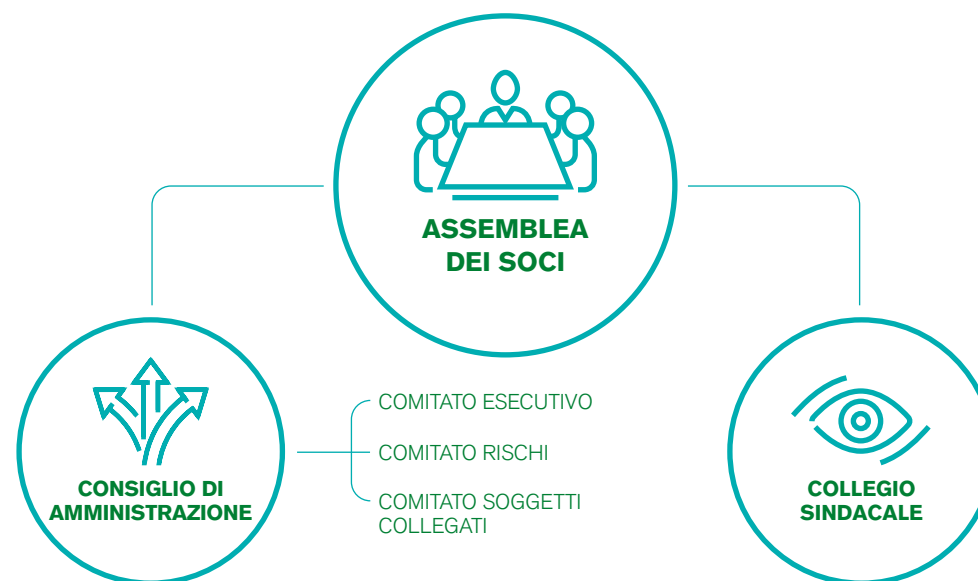 ASSEMBLEA
DEI SOCI
CONSIGLIO DI
AMMINISTRAZIONE
COMITATO ESECUTIVO
COMITATO RISCHI
COMITATO SOGGETTI
COLLEGATI
COLLEGIO
SINDACALE